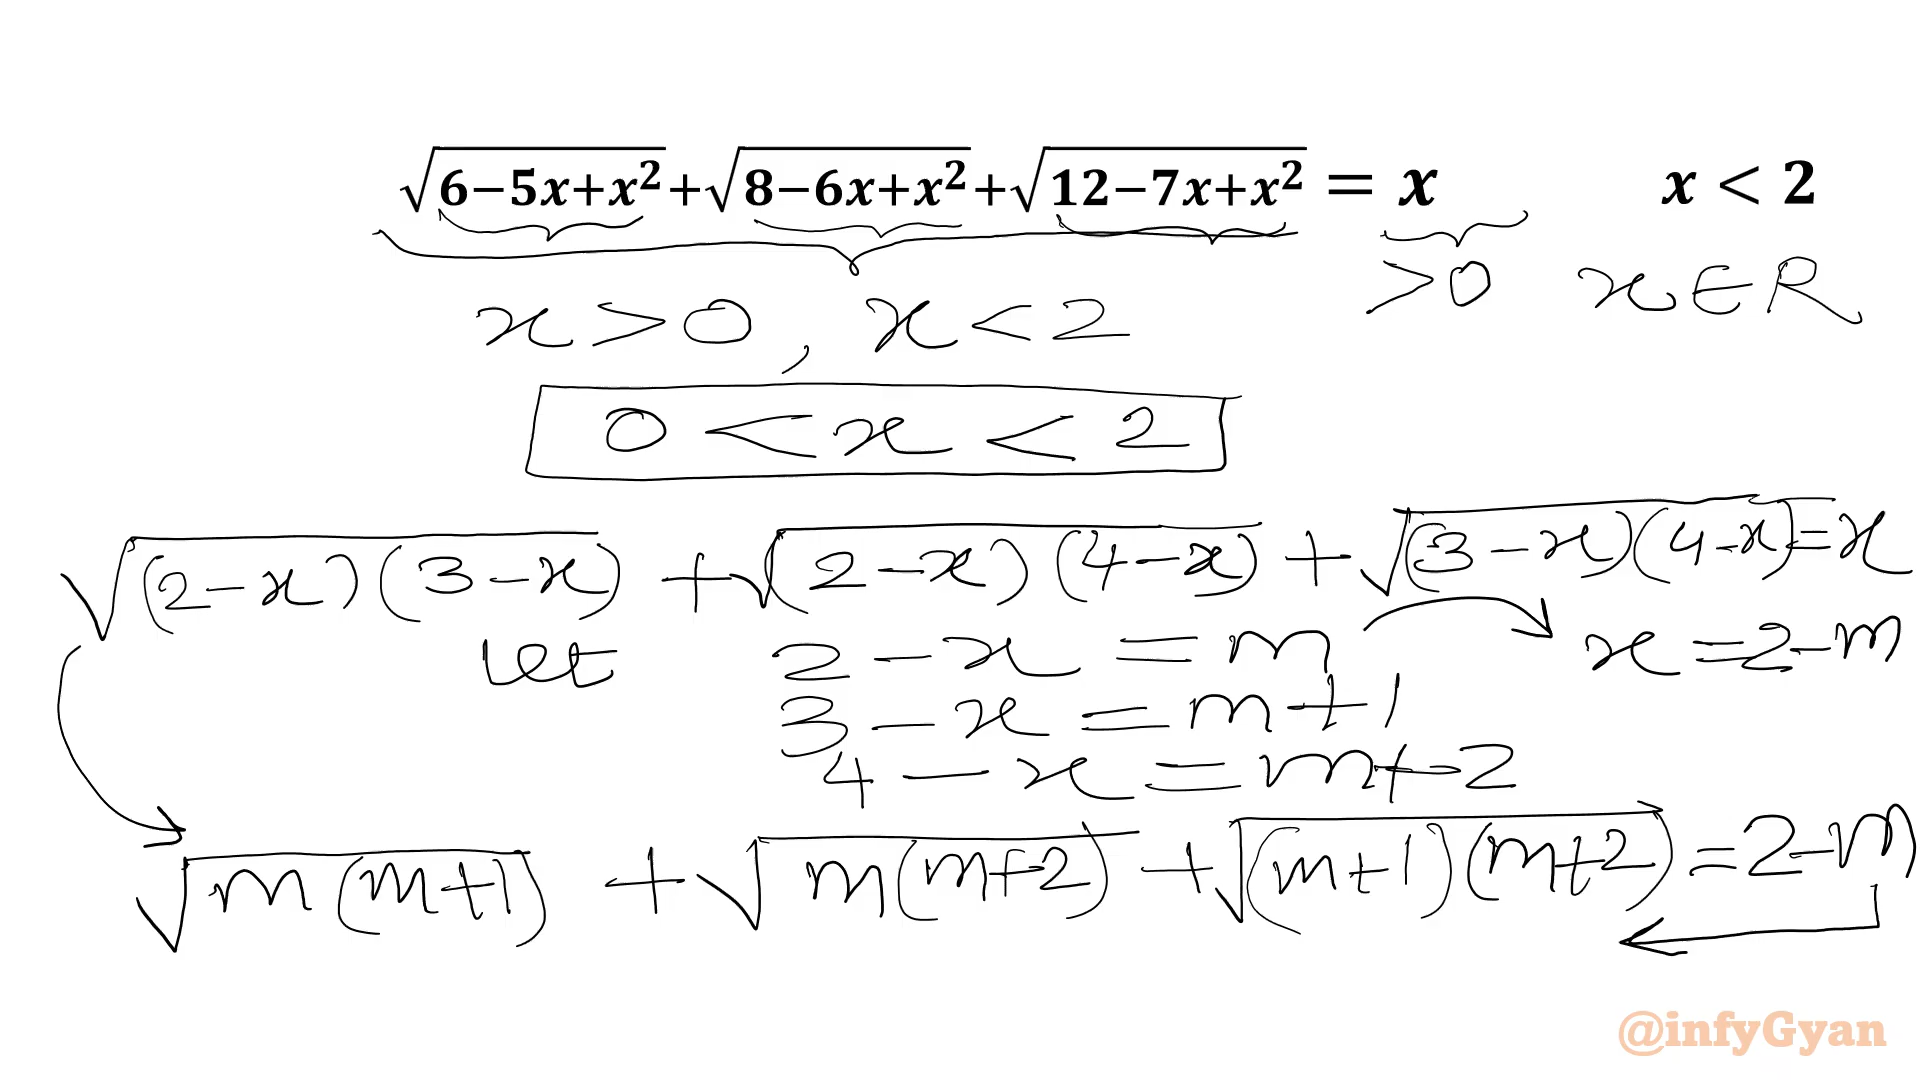 √(6−5x+x²)+√(8−6x+x²)+√(12−7x+x²) = x x < 2
>0 x∈R
x>0, x<2
0<x<2
√((2−x)(3−x)) + √((2−x)(4−x)) + √((3−x)(4−x)) = x
let 2−x = m x=2−m
3−x = m+1
4−x = m+2
√(m(m+1)) + √(m(m+2)) + √((m+1)(m+2)) = 2−m
@infyGyan